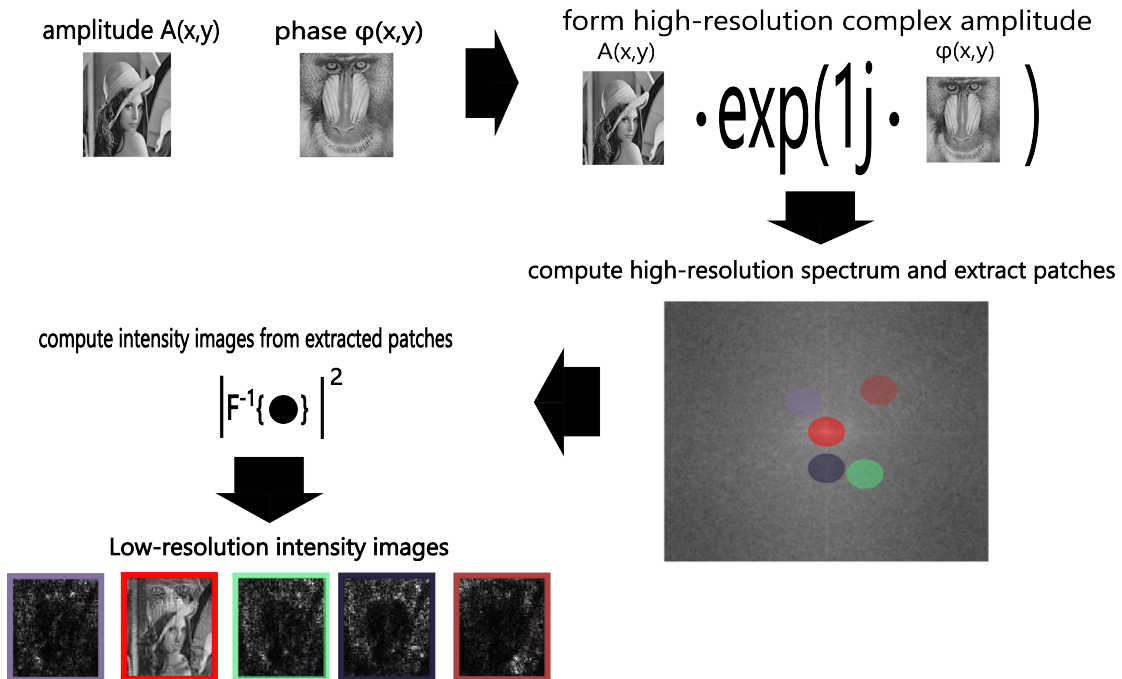 amplitude A(x,y)
phase φ(x,y)
form high-resolution complex amplitude
A(x,y)
φ(x,y)
·exp(1j· )
compute high-resolution spectrum and extract patches
compute intensity images from extracted patches
|F⁻¹{●}|²
Low-resolution intensity images